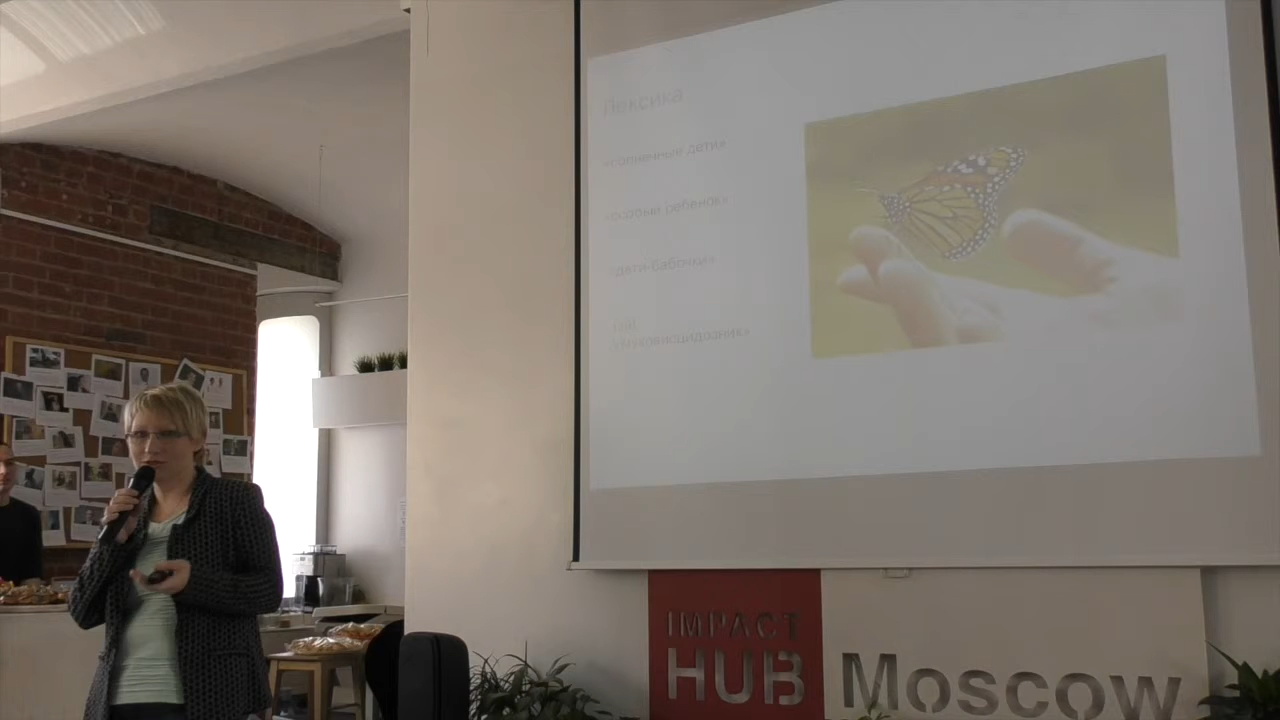 Лексика
«солнечные дети»
«особый ребенок»
«дети-бабочки»
«муковисцидозник»
IMPACT
HUB
Moscow